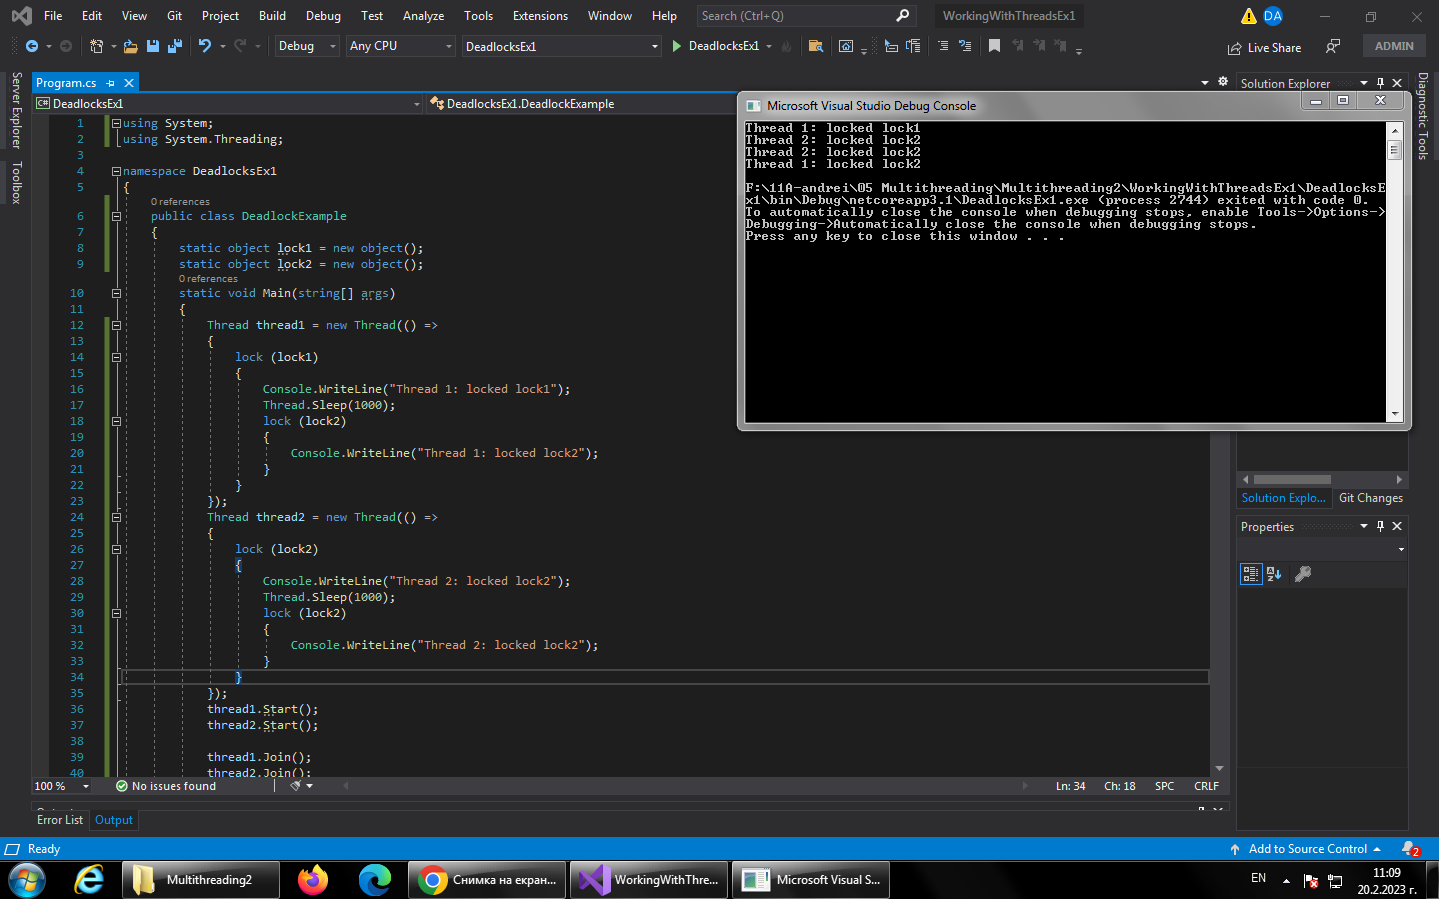 File Edit View Git Project Build Debug Test Analyze Tools Extensions Window Help Search (Ctrl+Q) WorkingWithThreadsEx1 DA
Debug Any CPU DeadlocksEx1 DeadlocksEx1 Live Share ADMIN
Server Explorer
Toolbox
Program.cs
DeadlocksEx1 DeadlocksEx1.DeadlockExample
1 using System;
2 using System.Threading;
3
4 namespace DeadlocksEx1
5 {
0 references
6 public class DeadlockExample
7 {
8 static object lock1 = new object();
9 static object lock2 = new object();
0 references
10 static void Main(string[] args)
11 {
12 Thread thread1 = new Thread(() =>
13 {
14 lock (lock1)
15 {
16 Console.WriteLine("Thread 1: locked lock1");
17 Thread.Sleep(1000);
18 lock (lock2)
19 {
20 Console.WriteLine("Thread 1: locked lock2");
21 }
22 }
23 });
24 Thread thread2 = new Thread(() =>
25 {
26 lock (lock2)
27 {
28 Console.WriteLine("Thread 2: locked lock2");
29 Thread.Sleep(1000);
30 lock (lock2)
31 {
32 Console.WriteLine("Thread 2: locked lock2");
33 }
34 }
35 });
36 thread1.Start();
37 thread2.Start();
38
39 thread1.Join();
40 thread2.Join();
100 % No issues found Ln: 34 Ch: 18 SPC CRLF
Error List Output
Solution Explorer
Diagnostic Tools
Microsoft Visual Studio Debug Console
Thread 1: locked lock1
Thread 2: locked lock2
Thread 2: locked lock2
Thread 1: locked lock2
F:\11A-andrei\05 Multithreading\Multithreading2\WorkingWithThreadsEx1\DeadlocksE
x1\bin\Debug\netcoreapp3.1\DeadlocksEx1.exe (process 2744) exited with code 0.
To automatically close the console when debugging stops, enable Tools->Options->
Debugging->Automatically close the console when debugging stops.
Press any key to close this window . . .
Solution Explo... Git Changes
Properties
Ready Add to Source Control 2
Multithreading2 Снимка на екран... WorkingWithThre... Microsoft Visual S... EN 11:09
20.2.2023 г.